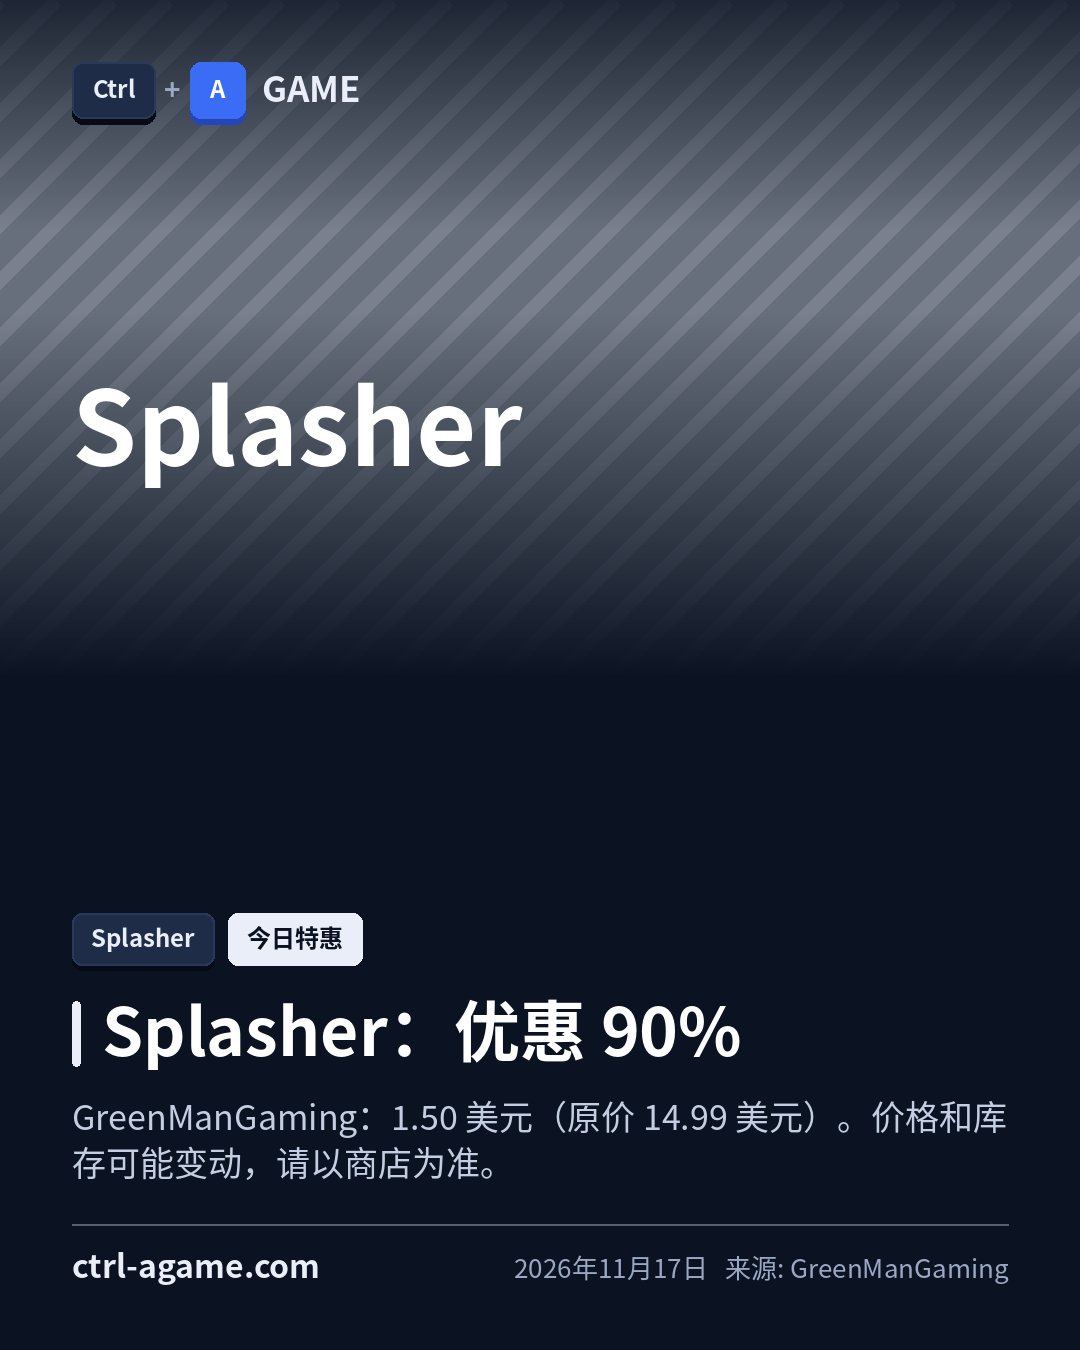 Ctrl + A GAME
Splasher
Splasher 今日特惠
Splasher：优惠 90%
GreenManGaming：1.50 美元（原价 14.99 美元）。价格和库
存可能变动，请以商店为准。
ctrl-agame.com 2026年11月17日 来源: GreenManGaming